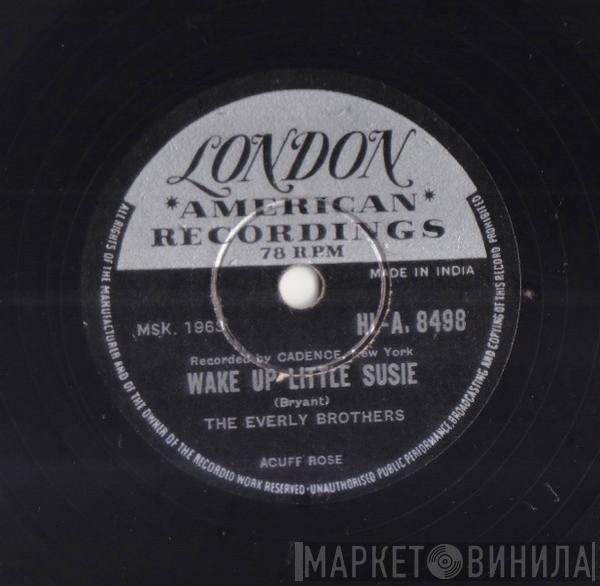 LONDON
*AMERICAN*
RECORDINGS
78 RPM
MADE IN INDIA
MSK. 1963
HL-A. 8498
Recorded by CADENCE, New York
WAKE UP LITTLE SUSIE
(Bryant)
THE EVERLY BROTHERS
ACUFF ROSE
ALL RIGHTS OF THE MANUFACTURER AND OF THE OWNER OF THE RECORDED WORK RESERVED·UNAUTHORISED PUBLIC PERFORMANCE, BROADCASTING AND COPYING OF THIS RECORD PROHIBITED
МАРКЕТ ВИНИЛА